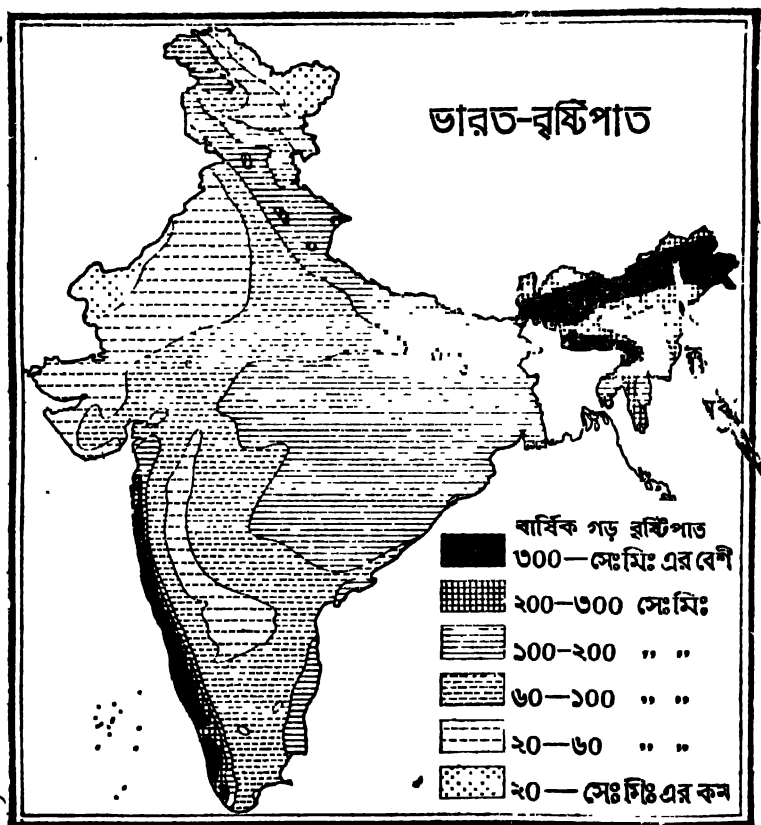 ভারত-বৃষ্টিপাত
বার্ষিক গড় বৃষ্টিপাত
৩০০—সেঃমিঃ এর বেশী
২০০—৩০০ সেঃমিঃ
১০০-২০০ ,, ,,
৬০—১০০ ,, ,,
২০—৬০ ,, ,,
২০— সেঃমিঃ এর কম